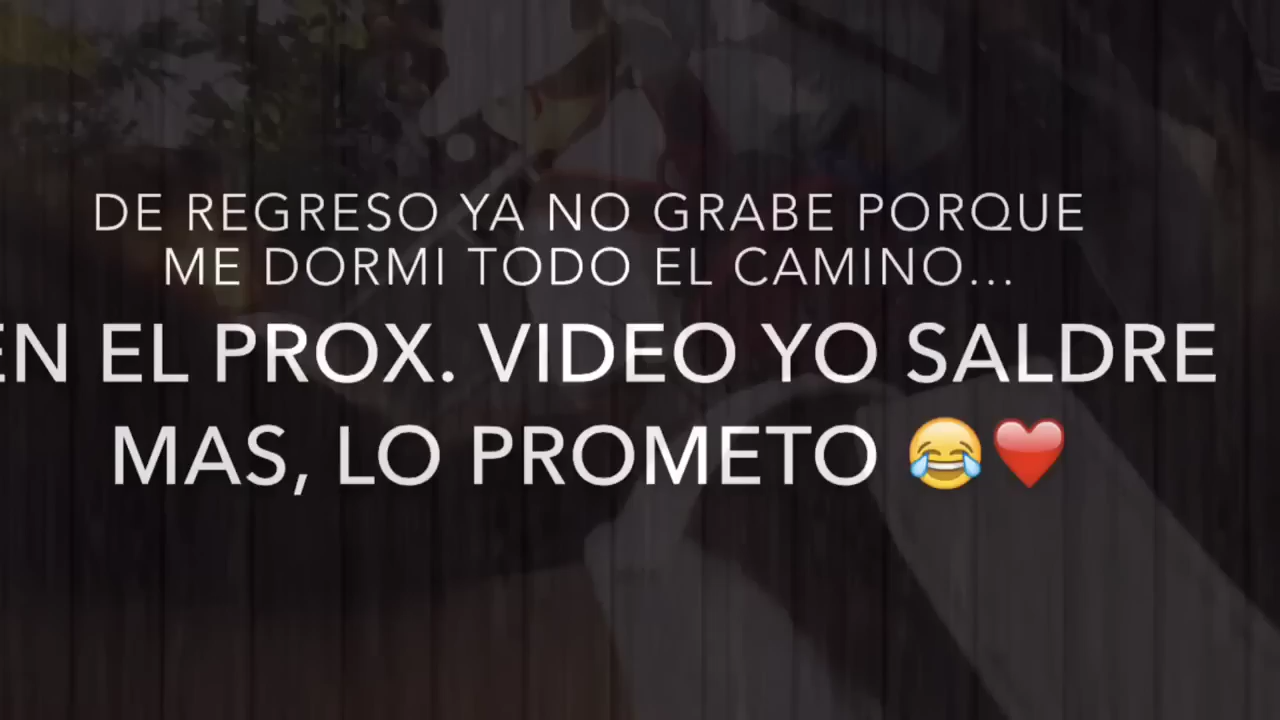 DE REGRESO YA NO GRABE PORQUE
ME DORMI TODO EL CAMINO...
EN EL PROX. VIDEO YO SALDRE
MAS, LO PROMETO 😂❤️